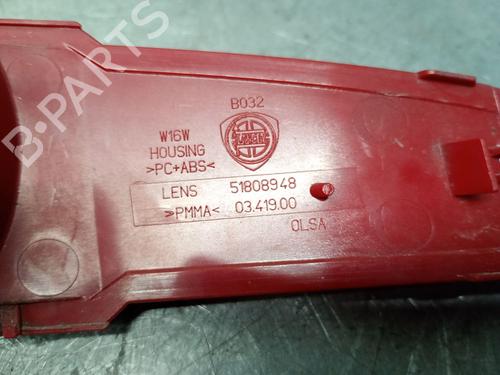 B-PARTS
B032
W16W
HOUSING
>PC+ABS<
LENS 51808948
>PMMA< 03.419.00
OLSA